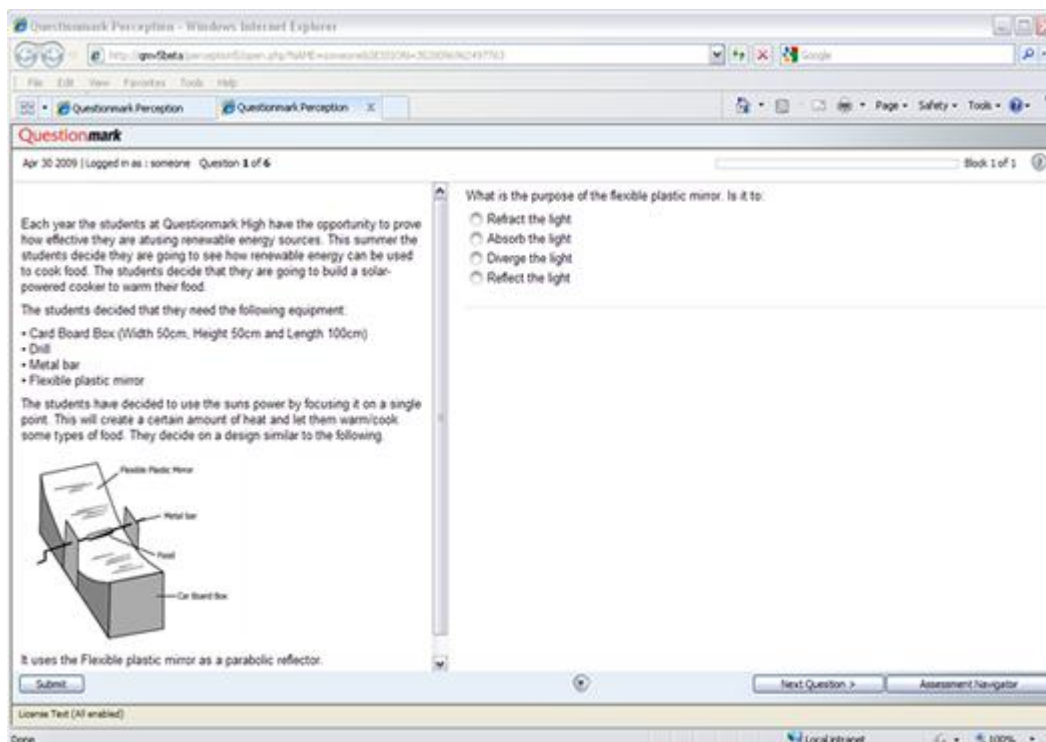 Questionmark Perception - Windows Internet Explorer
Google
File Edit View Favorites Tools Help
Questionmark Perception
Questionmark Perception X
Page Safety Tools
Questionmark
Apr 30 2009 | Logged in as : someone Question 1 of 6
Block 1 of 1
Each year the students at Questionmark High have the opportunity to prove
how effective they are atusing renewable energy sources. This summer the
students decide they are going to see how renewable energy can be used
to cook food. The students decide that they are going to build a solar-
powered cooker to warm their food.
The students decided that they need the following equipment.
• Card Board Box (Width 50cm, Height 50cm and Length 100cm)
• Drill
• Metal bar
• Flexible plastic mirror
The students have decided to use the suns power by focusing it on a single
point. This will create a certain amount of heat and let them warm/cook
some types of food. They decide on a design similar to the following.
Flexible Plastic Mirror
Metal bar
Food
Car Board Box
It uses the Flexible plastic mirror as a parabolic reflector.
What is the purpose of the flexible plastic mirror. Is it to:
Refract the light
Absorb the light
Diverge the light
Reflect the light
Submit
Next Question >
Assessment Navigator
License Text (All enabled)
Done
Local intranet
100%